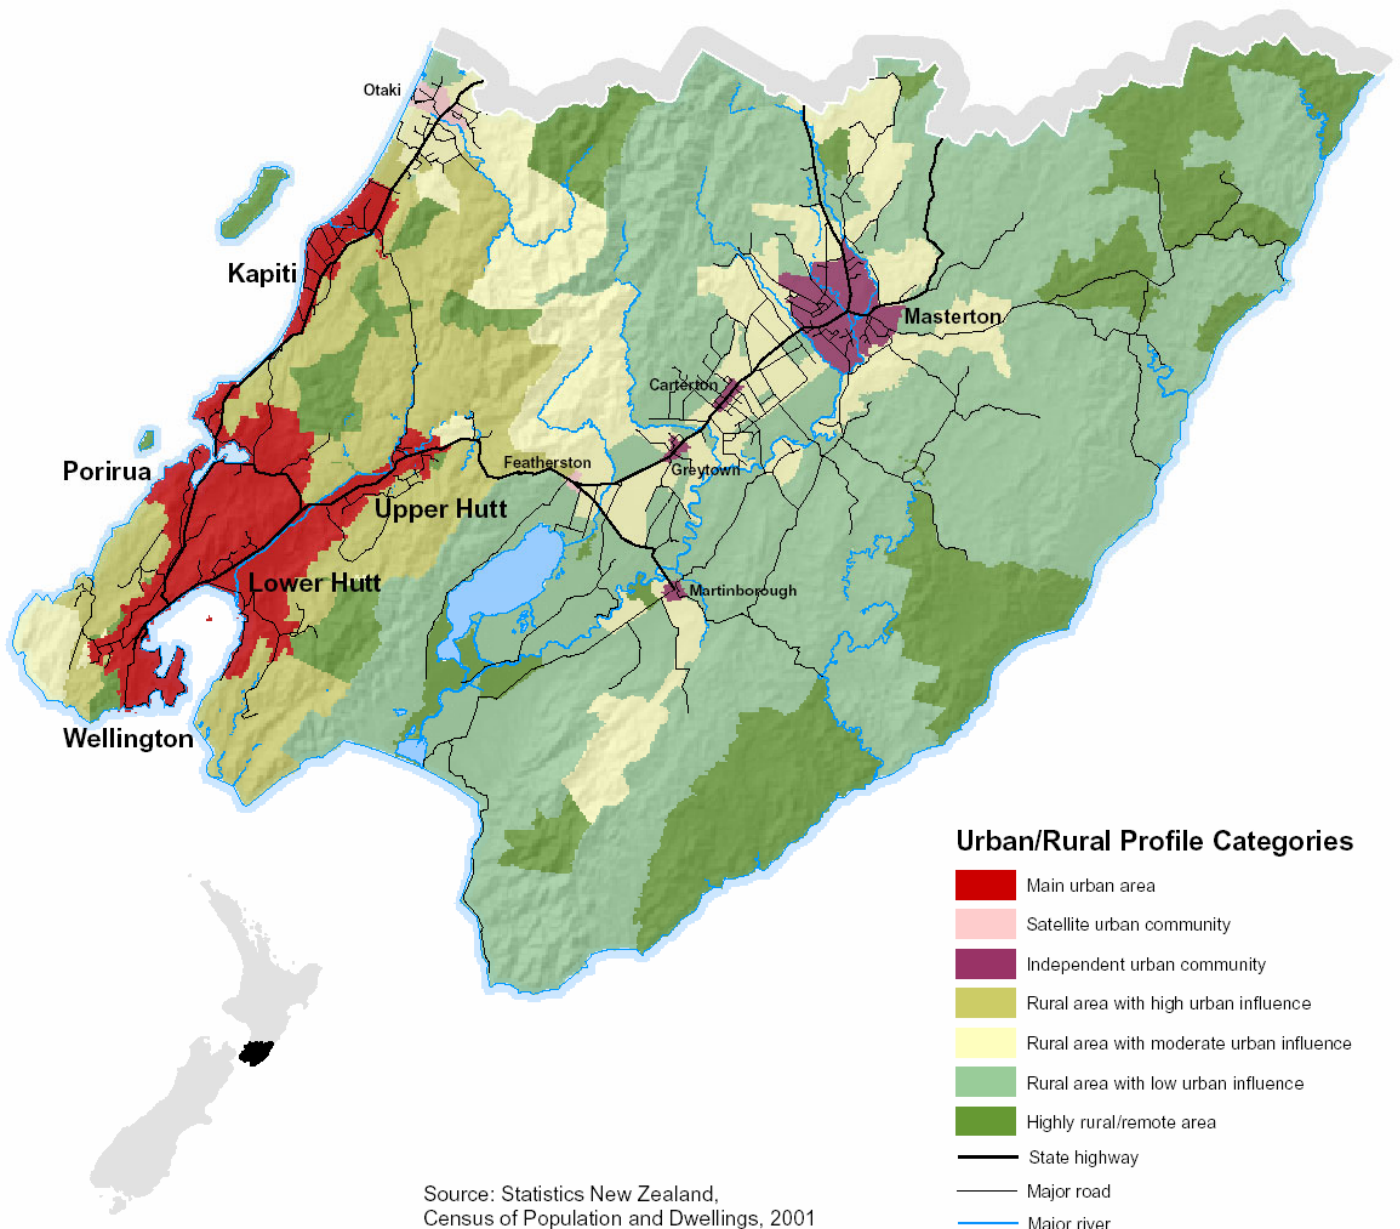 Otaki
Kapiti
Masterton
Carterton
Porirua
Featherston
Greytown
Upper Hutt
Lower Hutt
Martinborough
Wellington
Urban/Rural Profile Categories
Main urban area
Satellite urban community
Independent urban community
Rural area with high urban influence
Rural area with moderate urban influence
Rural area with low urban influence
Highly rural/remote area
State highway
Major road
Major river
Source: Statistics New Zealand,
Census of Population and Dwellings, 2001